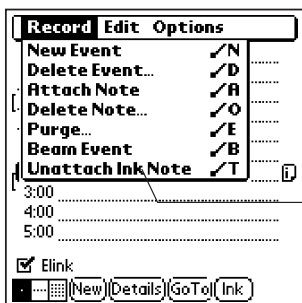 Record Edit Options
New Event ✓N
Delete Event... ✓D
Attach Note ✓A
Delete Note... ✓O
Purge... ✓E
Beam Event ✓B
Unattach Ink Note ✓T
3:00
4:00
5:00
Elink
New Details GoTo Ink